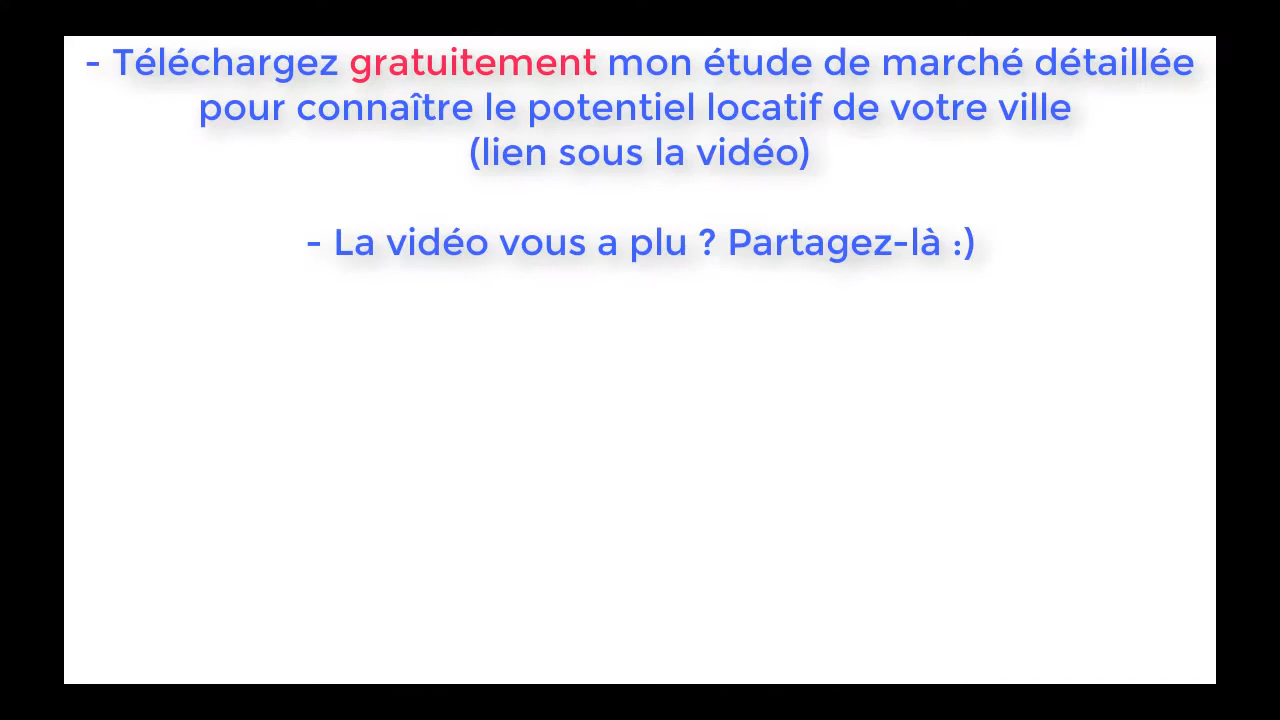 - Téléchargez gratuitement mon étude de marché détaillée
pour connaître le potentiel locatif de votre ville
(lien sous la vidéo)
- La vidéo vous a plu ? Partagez-là :)